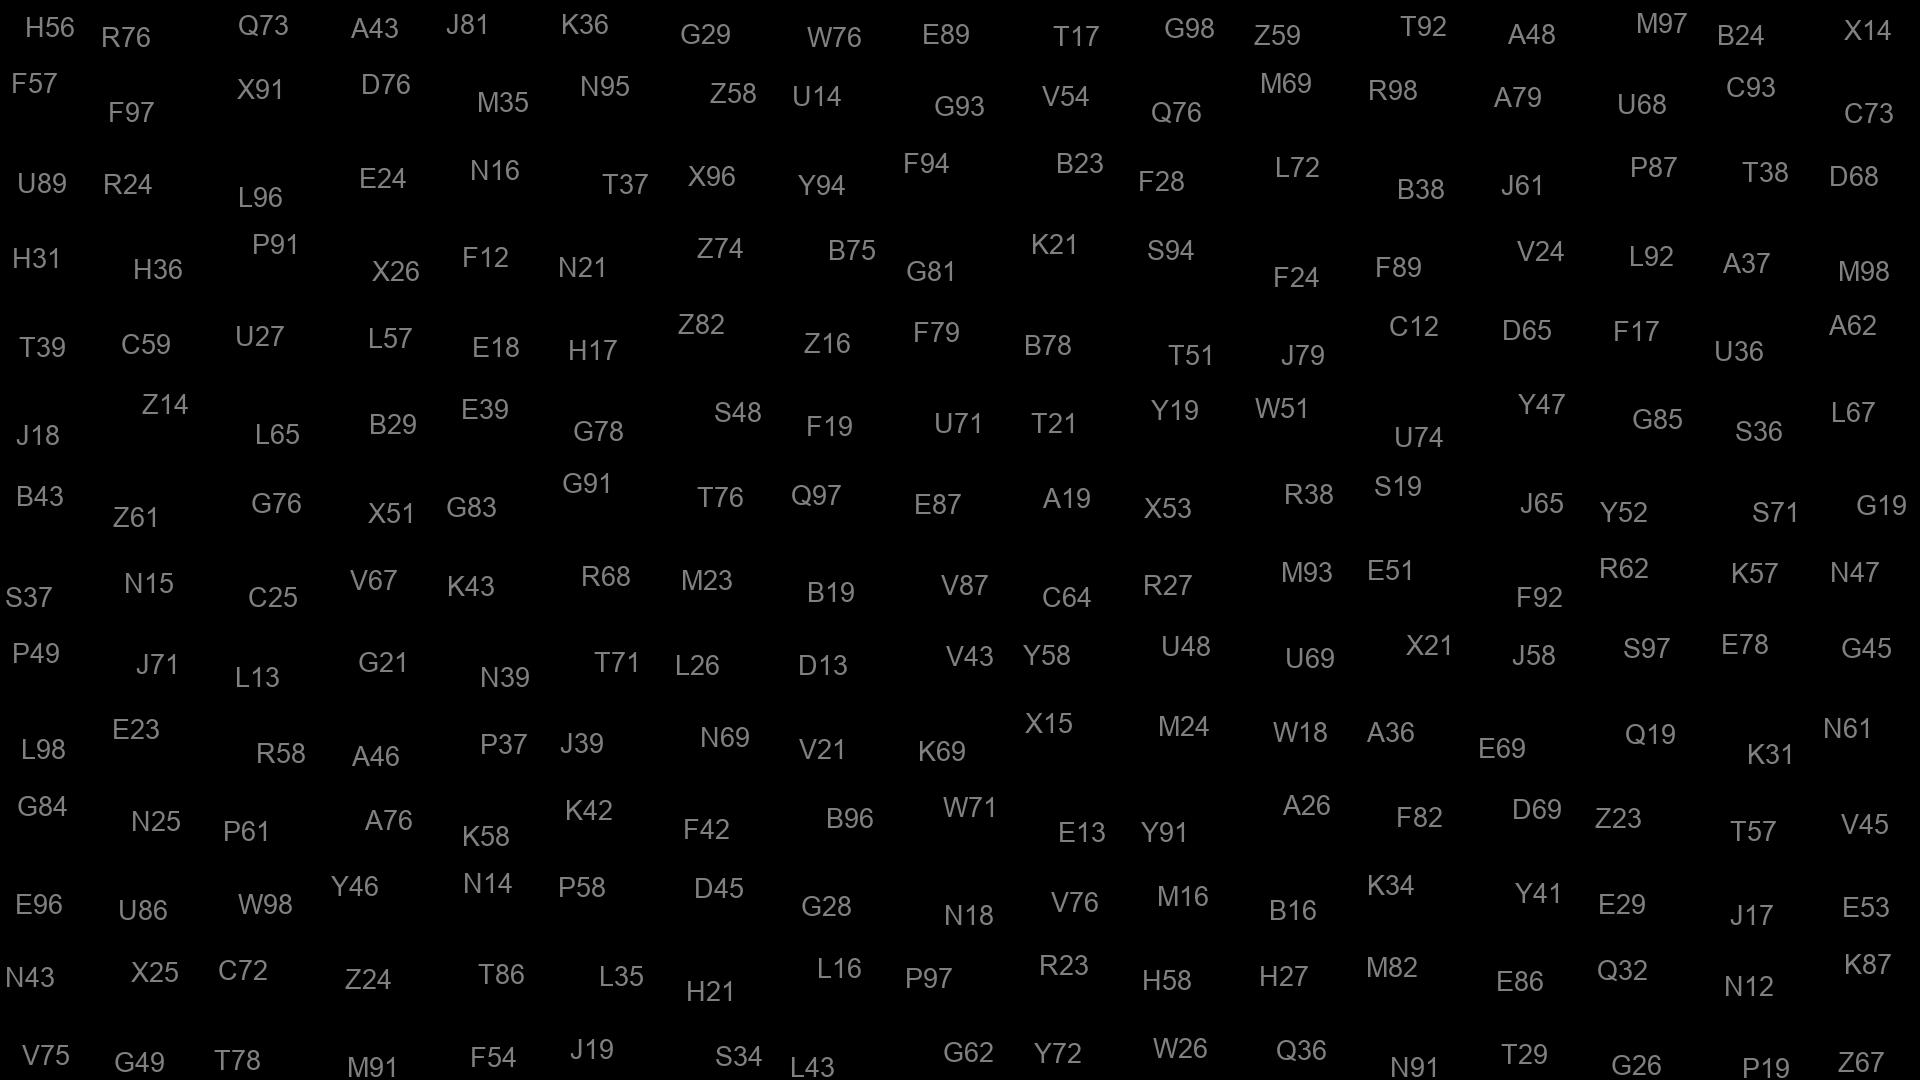 H56 R76 Q73 A43 J81 K36 G29 W76 E89 T17 G98 Z59 T92 A48 M97 B24 X14
F57 F97 X91 D76 M35 N95 Z58 U14 G93 V54 Q76 M69 R98 A79 U68 C93 C73
U89 R24 L96 E24 N16 T37 X96 Y94 F94 B23 F28 L72 B38 J61 P87 T38 D68
H31 H36 P91 X26 F12 N21 Z74 B75 G81 K21 S94 F24 F89 V24 L92 A37 M98
T39 C59 U27 L57 E18 H17 Z82 Z16 F79 B78 T51 J79 C12 D65 F17 U36 A62
J18 Z14 L65 B29 E39 G78 S48 F19 U71 T21 Y19 W51 U74 Y47 G85 S36 L67
B43 Z61 G76 X51 G83 G91 T76 Q97 E87 A19 X53 R38 S19 J65 Y52 S71 G19
S37 N15 C25 V67 K43 R68 M23 B19 V87 C64 R27 M93 E51 F92 R62 K57 N47
P49 J71 L13 G21 N39 T71 L26 D13 V43 Y58 U48 U69 X21 J58 S97 E78 G45
L98 E23 R58 A46 P37 J39 N69 V21 K69 X15 M24 W18 A36 E69 Q19 K31 N61
G84 N25 P61 A76 K58 K42 F42 B96 W71 E13 Y91 A26 F82 D69 Z23 T57 V45
E96 U86 W98 Y46 N14 P58 D45 G28 N18 V76 M16 B16 K34 Y41 E29 J17 E53
N43 X25 C72 Z24 T86 L35 H21 L16 P97 R23 H58 H27 M82 E86 Q32 N12 K87
V75 G49 T78 M91 F54 J19 S34 L43 G62 Y72 W26 Q36 N91 T29 G26 P19 Z67